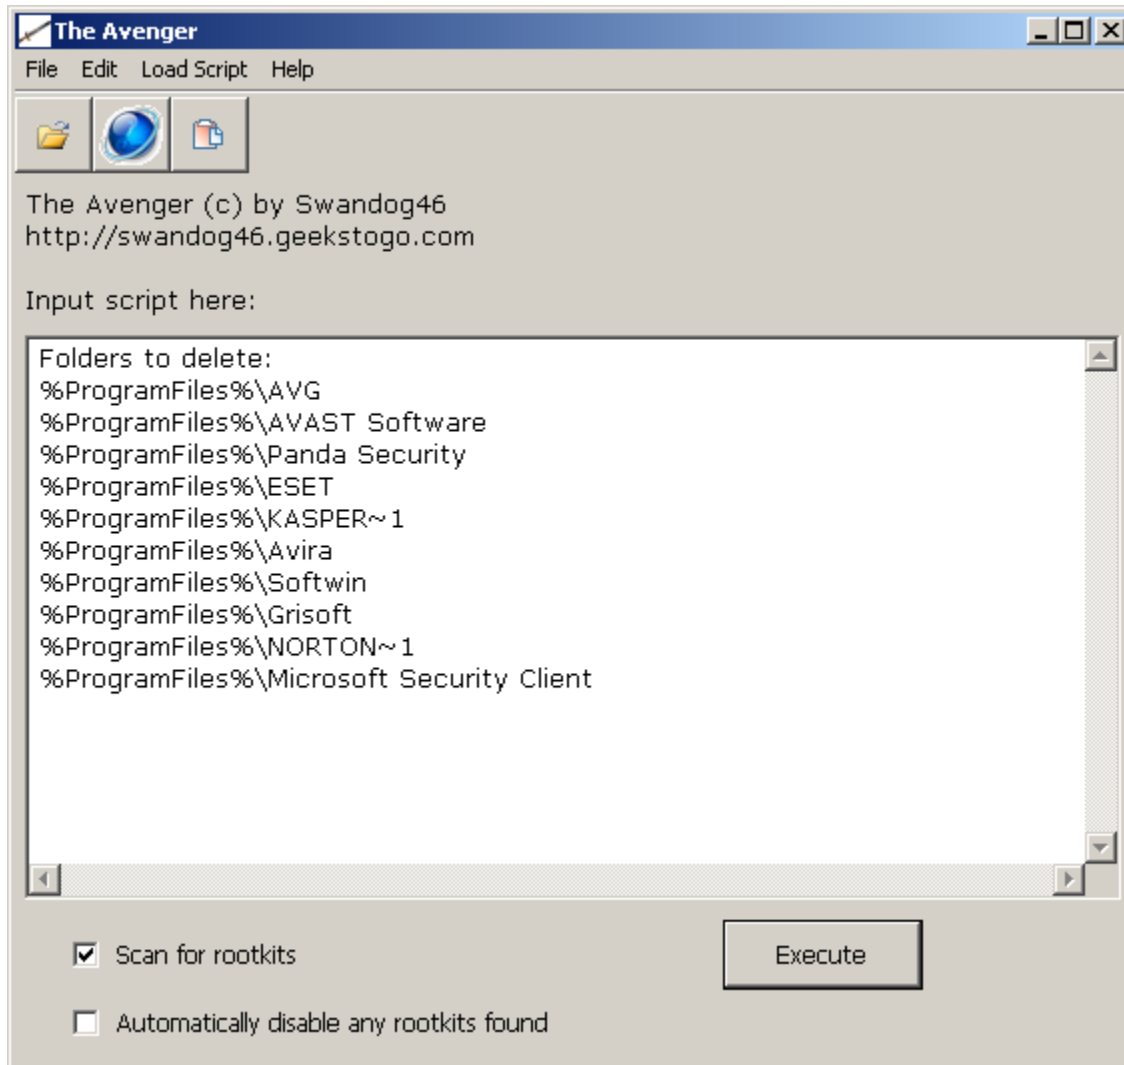 The Avenger
File Edit Load Script Help
The Avenger (c) by Swandog46
http://swandog46.geekstogo.com
Input script here:
Folders to delete:
%ProgramFiles%\AVG
%ProgramFiles%\AVAST Software
%ProgramFiles%\Panda Security
%ProgramFiles%\ESET
%ProgramFiles%\KASPER~1
%ProgramFiles%\Avira
%ProgramFiles%\Softwin
%ProgramFiles%\Grisoft
%ProgramFiles%\NORTON~1
%ProgramFiles%\Microsoft Security Client
Scan for rootkits
Execute
Automatically disable any rootkits found